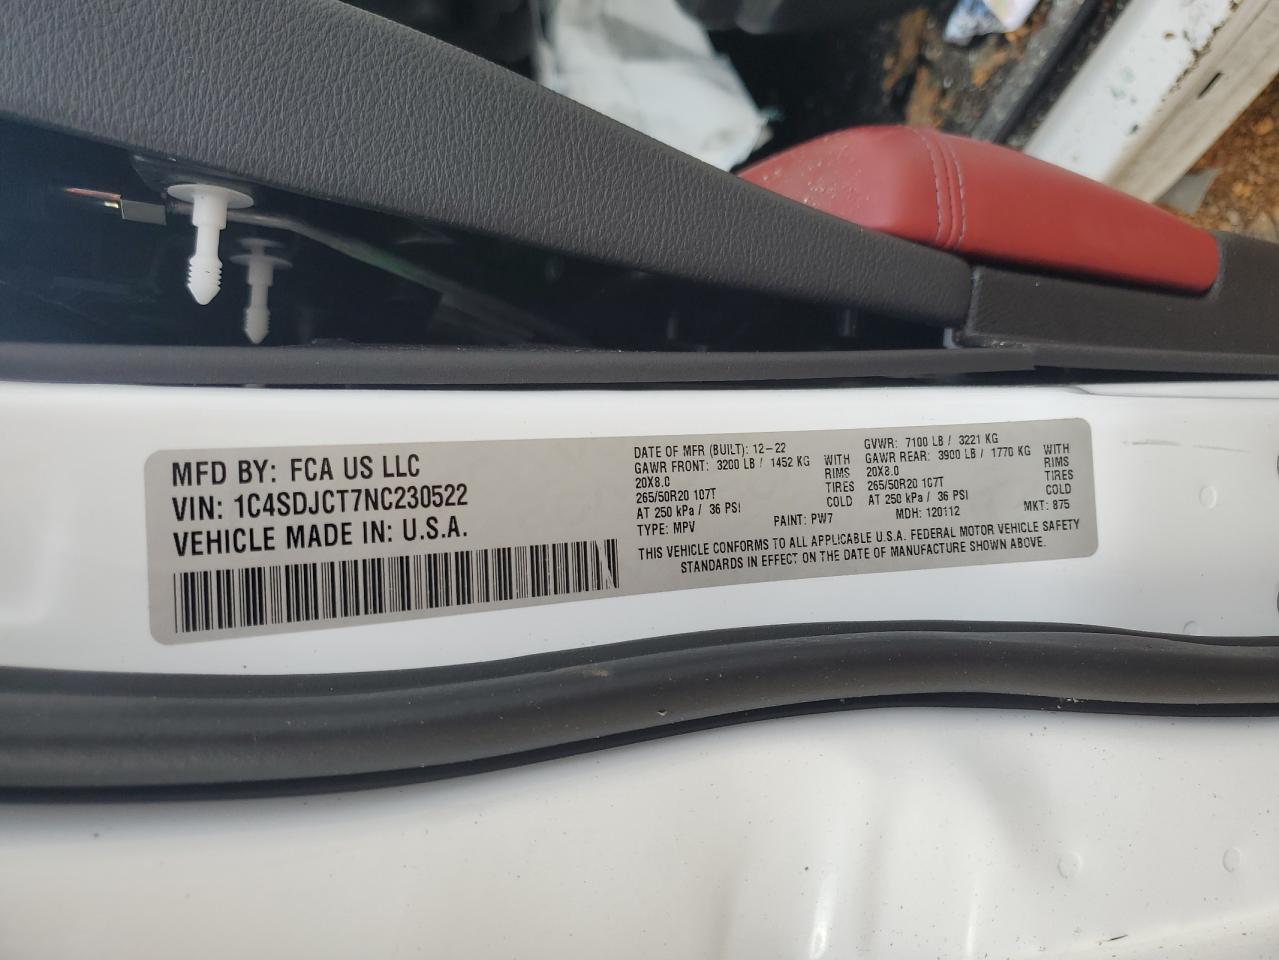 MFD BY: FCA US LLC
VIN: 1C4SDJCT7NC230522
VEHICLE MADE IN: U.S.A.
DATE OF MFR (BUILT): 12-22
GAWR FRONT: 3200 LB / 1452 KG WITH
20X8.0 RIMS
265/50R20 107T TIRES
AT 250 kPa / 36 PSI COLD
TYPE: MPV PAINT: PW7
GVWR: 7100 LB / 3221 KG
GAWR REAR: 3900 LB / 1770 KG WITH
20X8.0 RIMS
265/50R20 107T TIRES
AT 250 kPa / 36 PSI COLD
MDH: 120112 MKT: 875
THIS VEHICLE CONFORMS TO ALL APPLICABLE U.S.A. FEDERAL MOTOR VEHICLE SAFETY
STANDARDS IN EFFECT ON THE DATE OF MANUFACTURE SHOWN ABOVE.